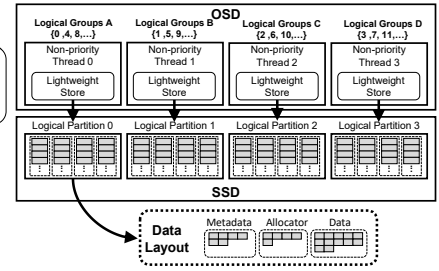 OSD
Logical Groups A
{0 ,4, 8,…}
Logical Groups B
{1 ,5, 9,…}
Logical Groups C
{2 ,6, 10,…}
Logical Groups D
{3 ,7, 11,…}
Non-priority
Thread 0
Lightweight
Store
Non-priority
Thread 1
Lightweight
Store
Non-priority
Thread 2
Lightweight
Store
Non-priority
Thread 3
Lightweight
Store
Logical Partition 0
Logical Partition 1
Logical Partition 2
Logical Partition 3
SSD
Data
Layout
Metadata
Allocator
Data